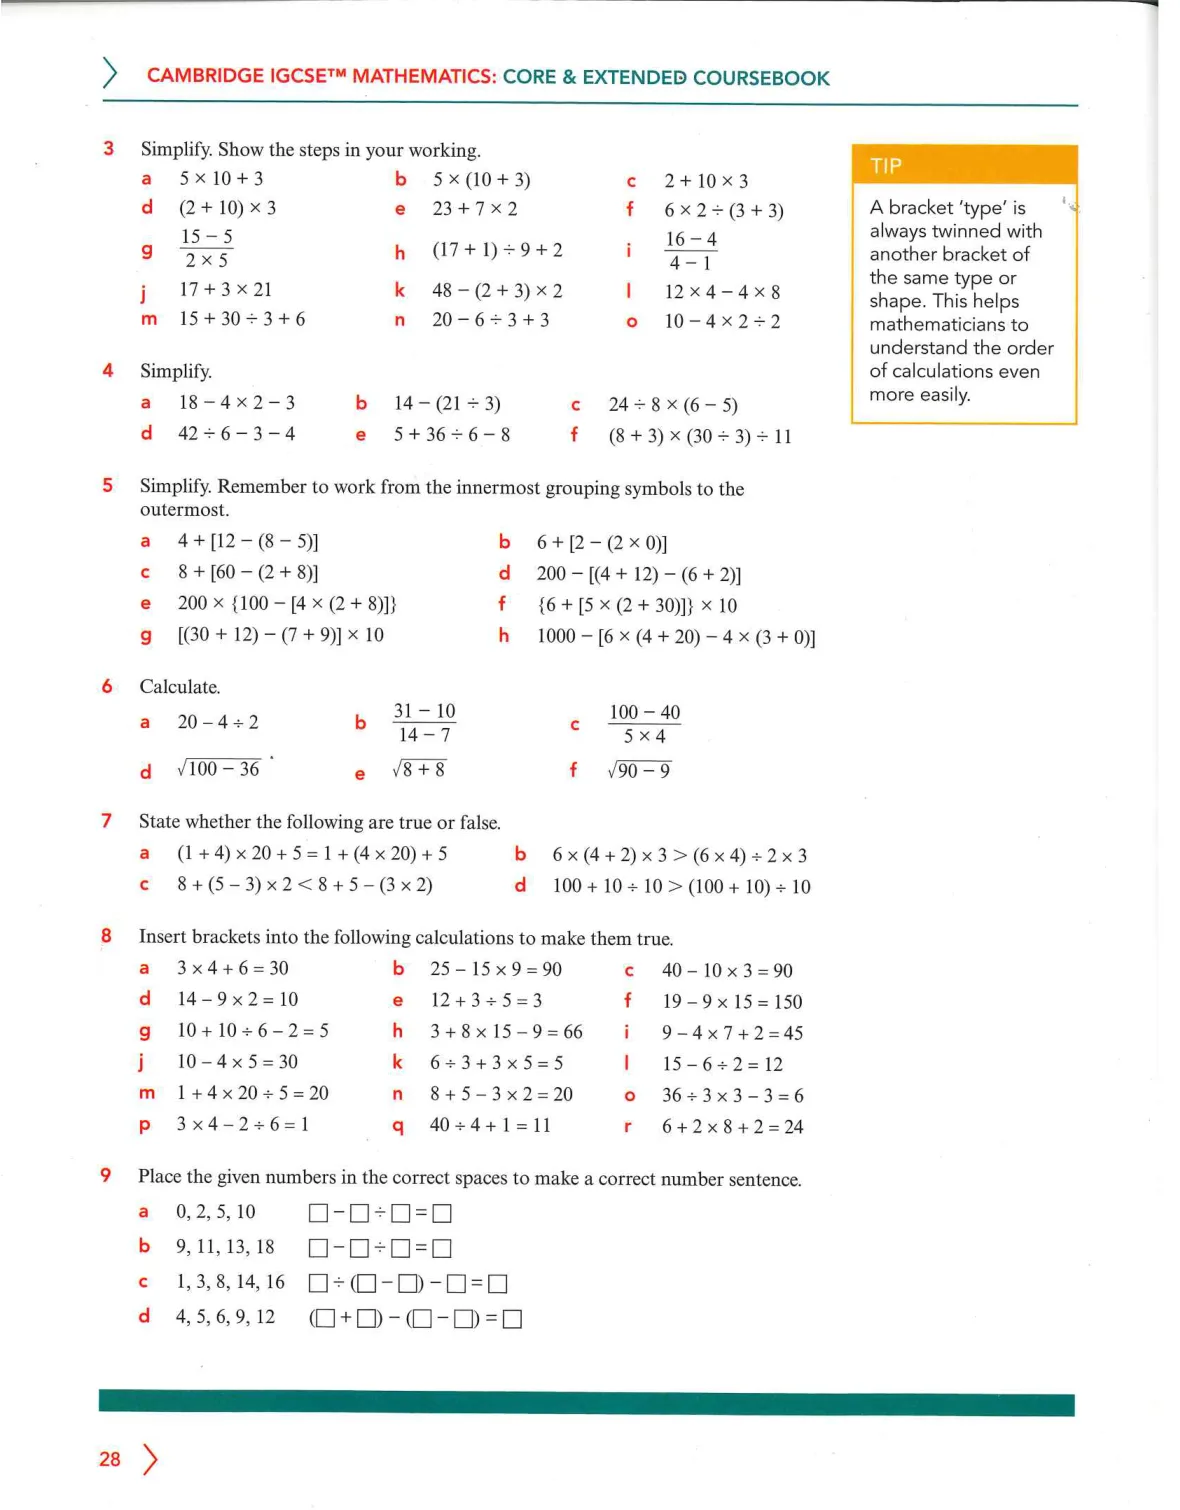 CAMBRIDGE IGCSE™ MATHEMATICS: CORE & EXTENDED COURSEBOOK
3 Simplify. Show the steps in your working.
a 5 × 10 + 3 b 5 × (10 + 3) c 2 + 10 × 3
d (2 + 10) × 3 e 23 + 7 × 2 f 6 × 2 ÷ (3 + 3)
g (15 − 5)/(2 × 5) h (17 + 1) ÷ 9 + 2 i (16 − 4)/(4 − 1)
j 17 + 3 × 21 k 48 − (2 + 3) × 2 l 12 × 4 − 4 × 8
m 15 + 30 ÷ 3 + 6 n 20 − 6 ÷ 3 + 3 o 10 − 4 × 2 ÷ 2
TIP
A bracket 'type' is
always twinned with
another bracket of
the same type or
shape. This helps
mathematicians to
understand the order
of calculations even
more easily.
4 Simplify.
a 18 − 4 × 2 − 3 b 14 − (21 ÷ 3) c 24 ÷ 8 × (6 − 5)
d 42 ÷ 6 − 3 − 4 e 5 + 36 ÷ 6 − 8 f (8 + 3) × (30 ÷ 3) ÷ 11
5 Simplify. Remember to work from the innermost grouping symbols to the
outermost.
a 4 + [12 − (8 − 5)] b 6 + [2 − (2 × 0)]
c 8 + [60 − (2 + 8)] d 200 − [(4 + 12) − (6 + 2)]
e 200 × {100 − [4 × (2 + 8)]} f {6 + [5 × (2 + 30)]} × 10
g [(30 + 12) − (7 + 9)] × 10 h 1000 − [6 × (4 + 20) − 4 × (3 + 0)]
6 Calculate.
a 20 − 4 ÷ 2 b (31 − 10)/(14 − 7) c (100 − 40)/(5 × 4)
d √(100 − 36) e √(8 + 8) f √(90 − 9)
7 State whether the following are true or false.
a (1 + 4) × 20 + 5 = 1 + (4 × 20) + 5 b 6 × (4 + 2) × 3 > (6 × 4) ÷ 2 × 3
c 8 + (5 − 3) × 2 < 8 + 5 − (3 × 2) d 100 + 10 ÷ 10 > (100 + 10) ÷ 10
8 Insert brackets into the following calculations to make them true.
a 3 × 4 + 6 = 30 b 25 − 15 × 9 = 90 c 40 − 10 × 3 = 90
d 14 − 9 × 2 = 10 e 12 + 3 ÷ 5 = 3 f 19 − 9 × 15 = 150
g 10 + 10 ÷ 6 − 2 = 5 h 3 + 8 × 15 − 9 = 66 i 9 − 4 × 7 + 2 = 45
j 10 − 4 × 5 = 30 k 6 ÷ 3 + 3 × 5 = 5 l 15 − 6 ÷ 2 = 12
m 1 + 4 × 20 ÷ 5 = 20 n 8 + 5 − 3 × 2 = 20 o 36 ÷ 3 × 3 − 3 = 6
p 3 × 4 − 2 ÷ 6 = 1 q 40 ÷ 4 + 1 = 11 r 6 + 2 × 8 + 2 = 24
9 Place the given numbers in the correct spaces to make a correct number sentence.
a 0, 2, 5, 10 □ − □ ÷ □ = □
b 9, 11, 13, 18 □ − □ ÷ □ = □
c 1, 3, 8, 14, 16 □ ÷ (□ − □) − □ = □
d 4, 5, 6, 9, 12 (□ + □) − (□ − □) = □
28